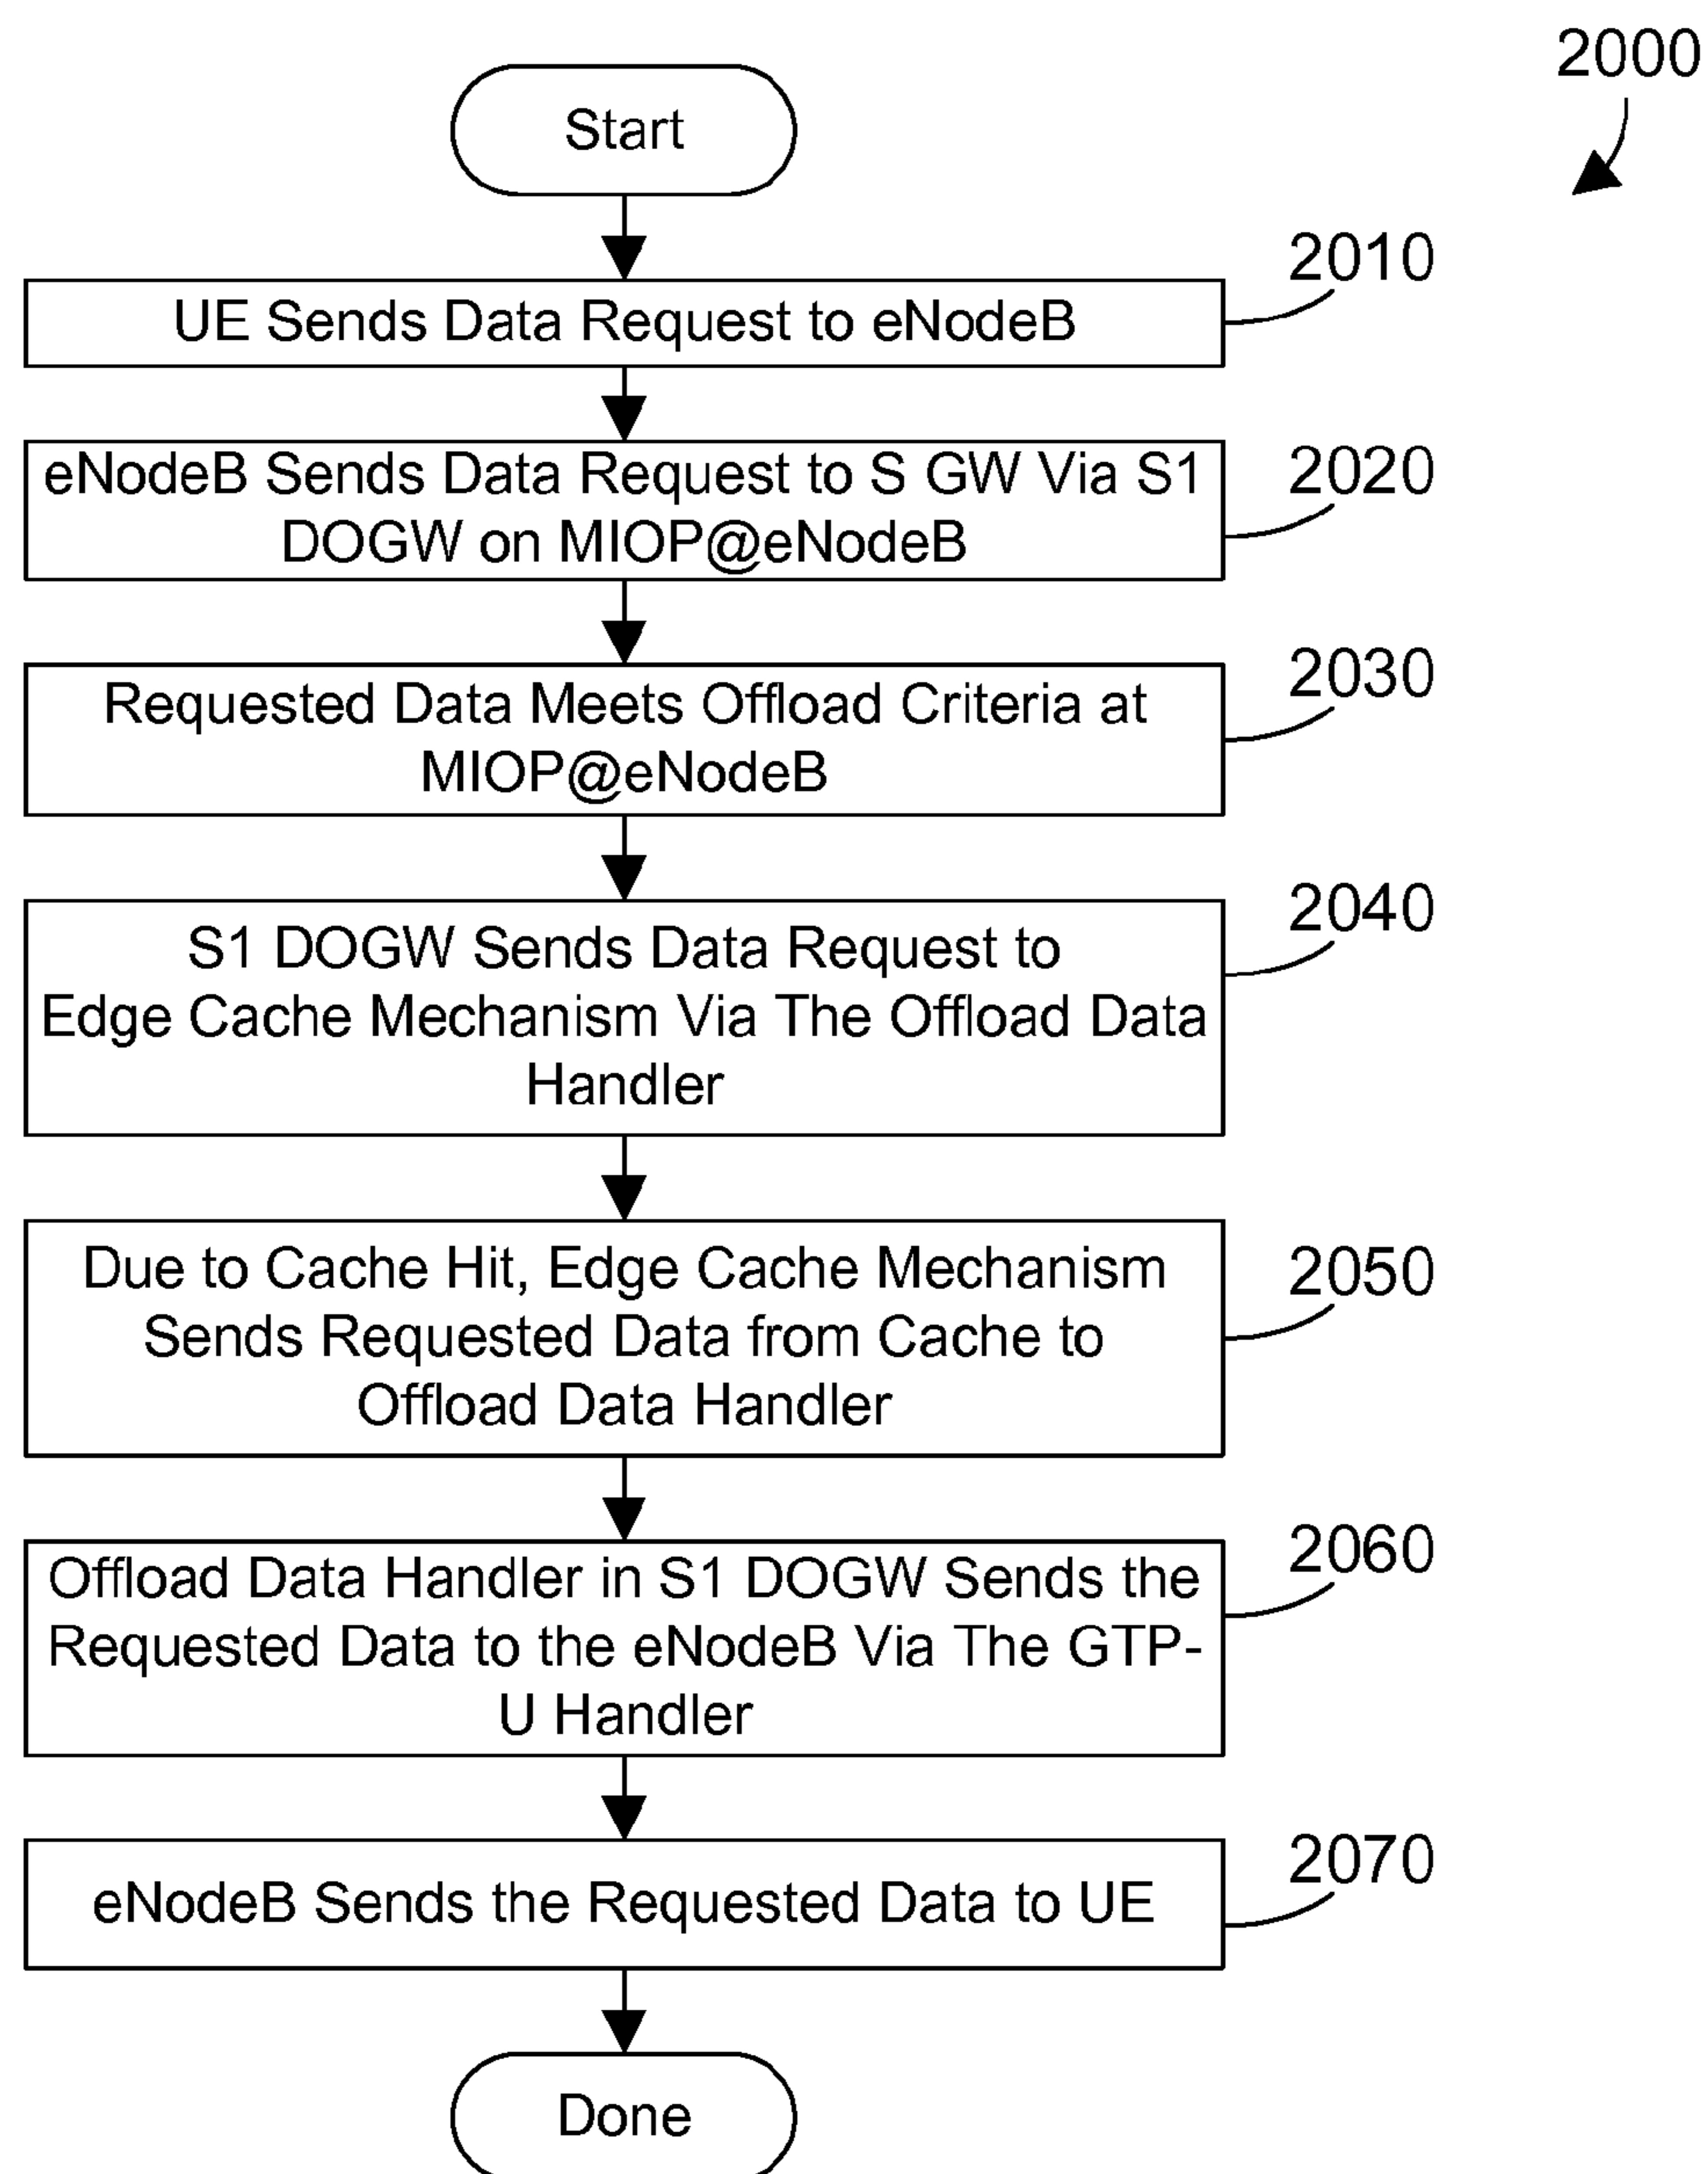 2000
Start
2010
UE Sends Data Request to eNodeB
2020
eNodeB Sends Data Request to S GW Via S1
DOGW on MIOP@eNodeB
2030
Requested Data Meets Offload Criteria at
MIOP@eNodeB
2040
S1 DOGW Sends Data Request to
Edge Cache Mechanism Via The Offload Data
Handler
2050
Due to Cache Hit, Edge Cache Mechanism
Sends Requested Data from Cache to
Offload Data Handler
2060
Offload Data Handler in S1 DOGW Sends the
Requested Data to the eNodeB Via The GTP-
U Handler
2070
eNodeB Sends the Requested Data to UE
Done